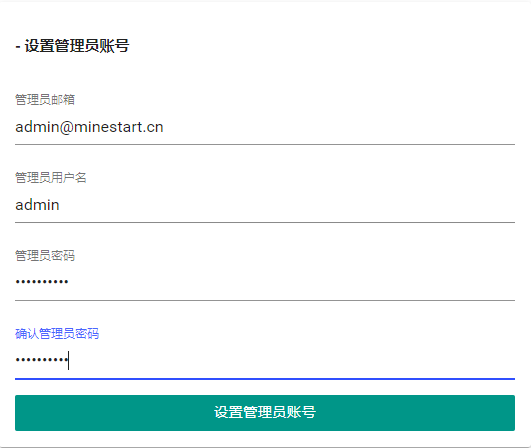 - 设置管理员账号
管理员邮箱
admin@minestart.cn
管理员用户名
admin
管理员密码
••••••••••
确认管理员密码
••••••••••
设置管理员账号